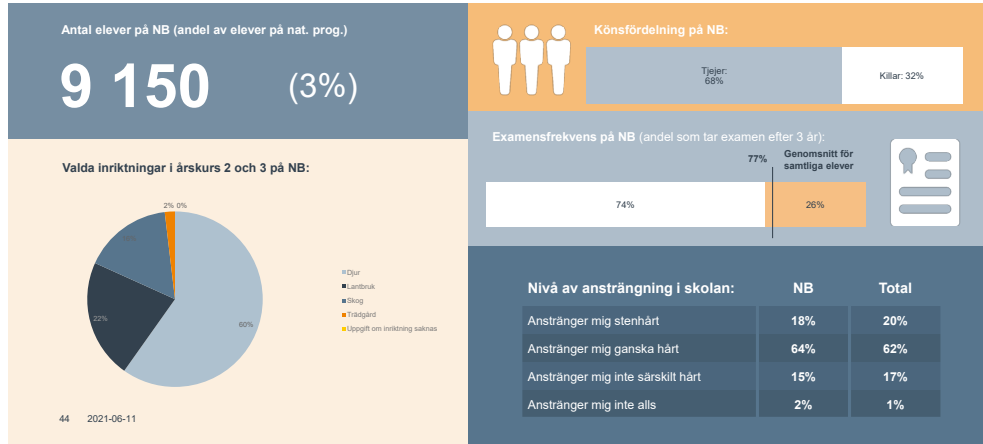 Antal elever på NB (andel av elever på nat. prog.)
9 150 (3%)
Valda inriktningar i årskurs 2 och 3 på NB:
2% 0%
22%
60%
Djur
Lantbruk
Skog
Trädgård
Uppgift om inriktning saknas
44 2021-06-11
Könsfördelning på NB:
Tjejer:
68%
Killar: 32%
Examensfrekvens på NB (andel som tar examen efter 3 år):
77%
Genomsnitt för
samtliga elever
74%
26%
Nivå av ansträngning i skolan: NB Total
Anstränger mig stenhårt 18% 20%
Anstränger mig ganska hårt 64% 62%
Anstränger mig inte särskilt hårt 15% 17%
Anstränger mig inte alls 2% 1%